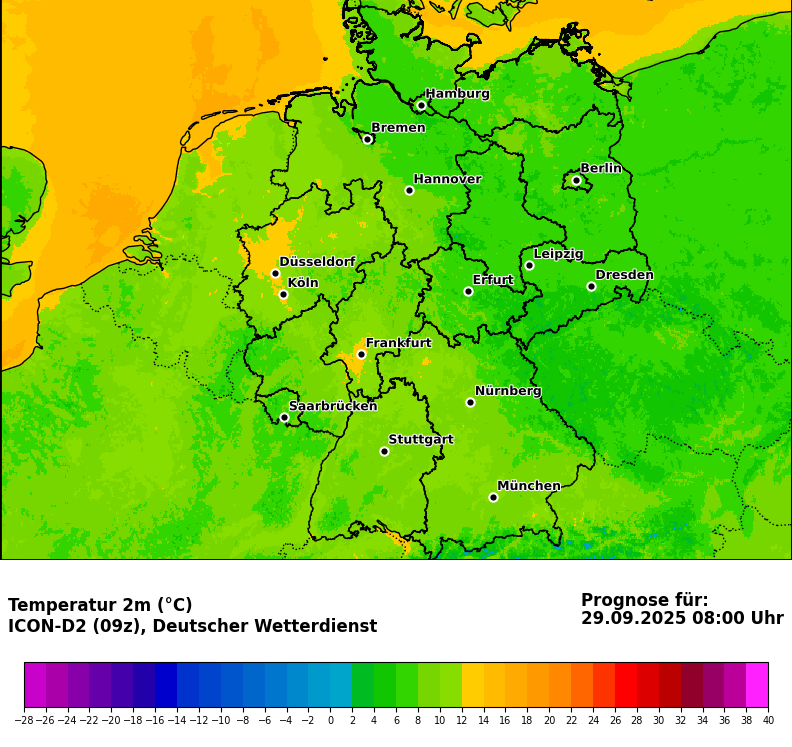 Hamburg
Bremen
Berlin
Hannover
Leipzig
Düsseldorf
Dresden
Köln
Erfurt
Frankfurt
Nürnberg
Saarbrücken
Stuttgart
München
Temperatur 2m (°C)
ICON-D2 (09z), Deutscher Wetterdienst
Prognose für:
29.09.2025 08:00 Uhr
−28 −26 −24 −22 −20 −18 −16 −14 −12 −10 −8 −6 −4 −2 0 2 4 6 8 10 12 14 16 18 20 22 24 26 28 30 32 34 36 38 40